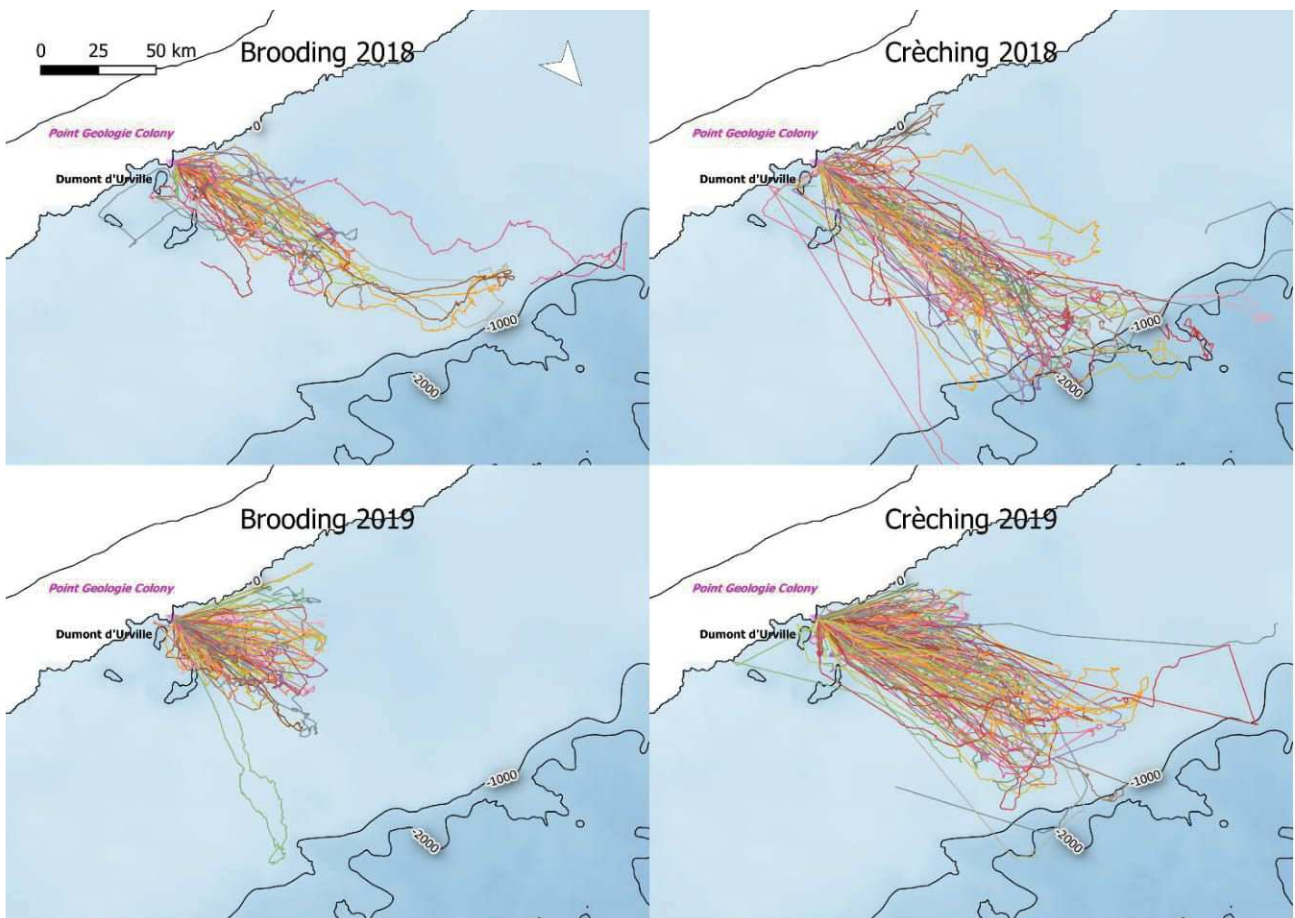 0 25 50 km
Brooding 2018
Point Geologie Colony
0
Dumont d'Urville
-1000
-2000
Crèching 2018
Point Geologie Colony
0
Dumont d'Urville
-1000
-2000
Brooding 2019
Point Geologie Colony
0
Dumont d'Urville
-1000
-2000
Crèching 2019
Point Geologie Colony
0
Dumont d'Urville
-1000
-2000